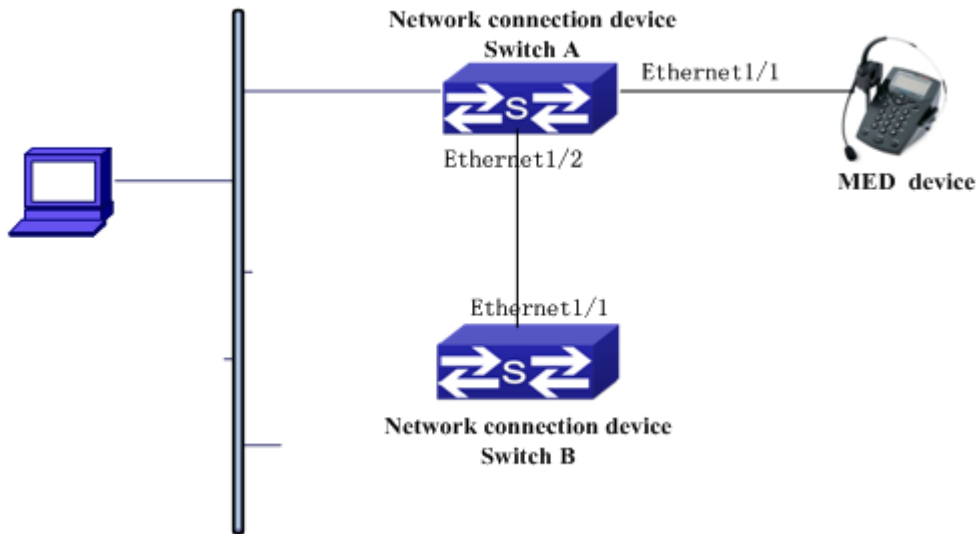 Network connection device
Switch A
Ethernet1/1
S
Ethernet1/2
MED device
Ethernet1/1
S
Network connection device
Switch B